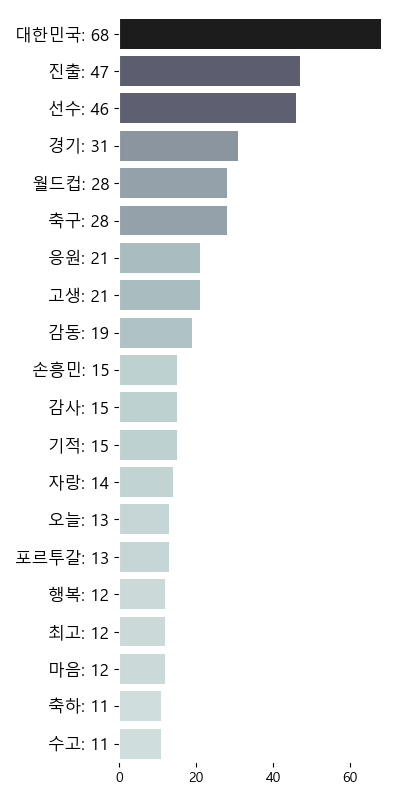 대한민국: 68
진출: 47
선수: 46
경기: 31
월드컵: 28
축구: 28
응원: 21
고생: 21
감동: 19
손흥민: 15
감사: 15
기적: 15
자랑: 14
오늘: 13
포르투갈: 13
행복: 12
최고: 12
마음: 12
축하: 11
수고: 11
0 20 40 60